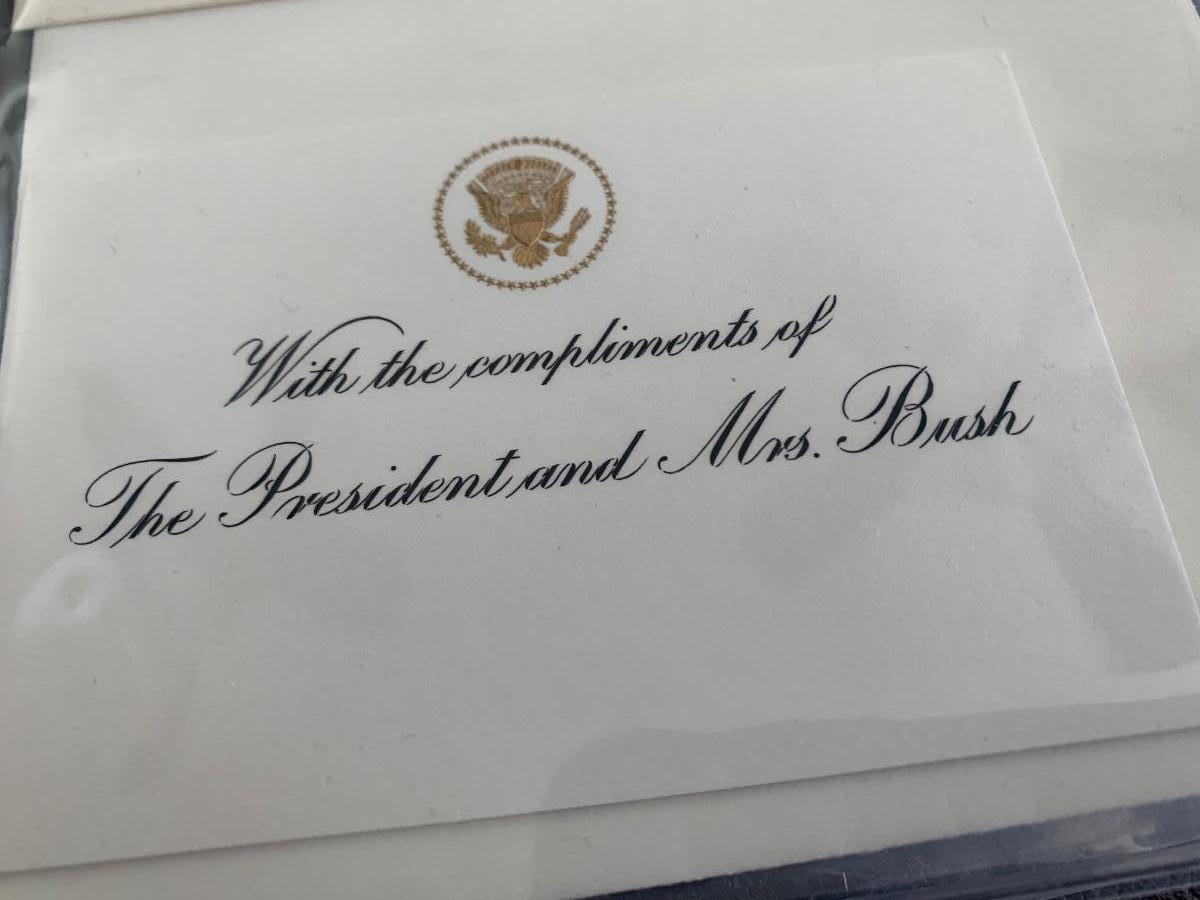 With the compliments of
The President and Mrs. Bush